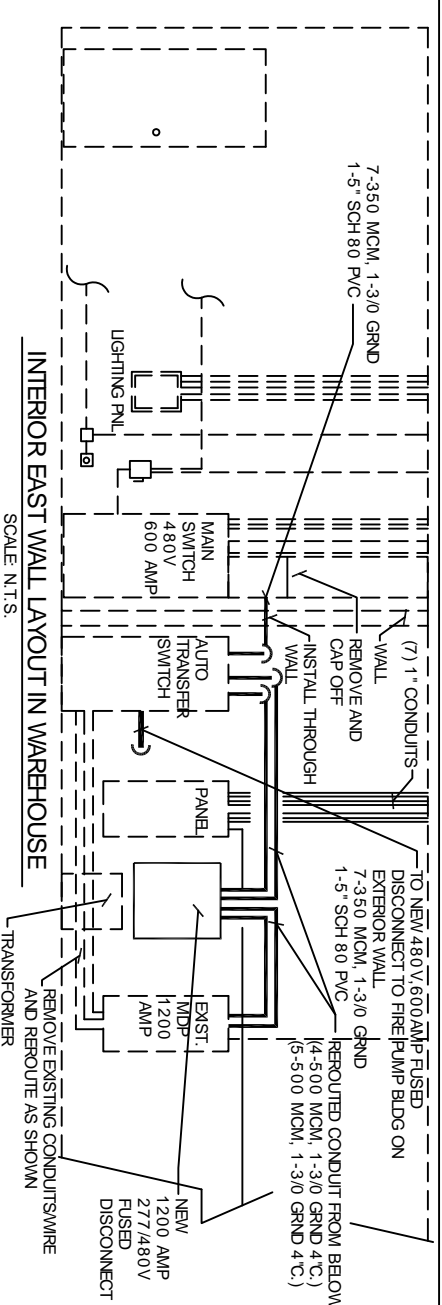 7-350 MCM, 1-3/0 GRND
1-5" SCH 80 PVC
LIGHTING PNL
MAIN
SWITCH
480V
600 AMP
(7) 1" CONDUITS
WALL
REMOVE AND
CAP OFF
INSTALL THROUGH
WALL
AUTO
TRANSFER
SWITCH
PANEL
TO NEW 480V, 600AMP FUSED
DISCONNECT TO FIRE PUMP BLDG ON
EXTERIOR WALL
7-350 MCM, 1-3/0 GRND
1-5" SCH 80 PVC
REROUTED CONDUIT FROM BELOW
(4-500 MCM, 1-3/0 GRND 4"C.)
(5-500 MCM, 1-3/0 GRND 4"C.)
EXIST.
MDP
1200
AMP
NEW
1200 AMP
277/480V
FUSED
DISCONNECT
REMOVE EXISTING CONDUITS/WIRE
AND REROUTE AS SHOWN
TRANSFORMER
INTERIOR EAST WALL LAYOUT IN WAREHOUSE
SCALE: N.T.S.